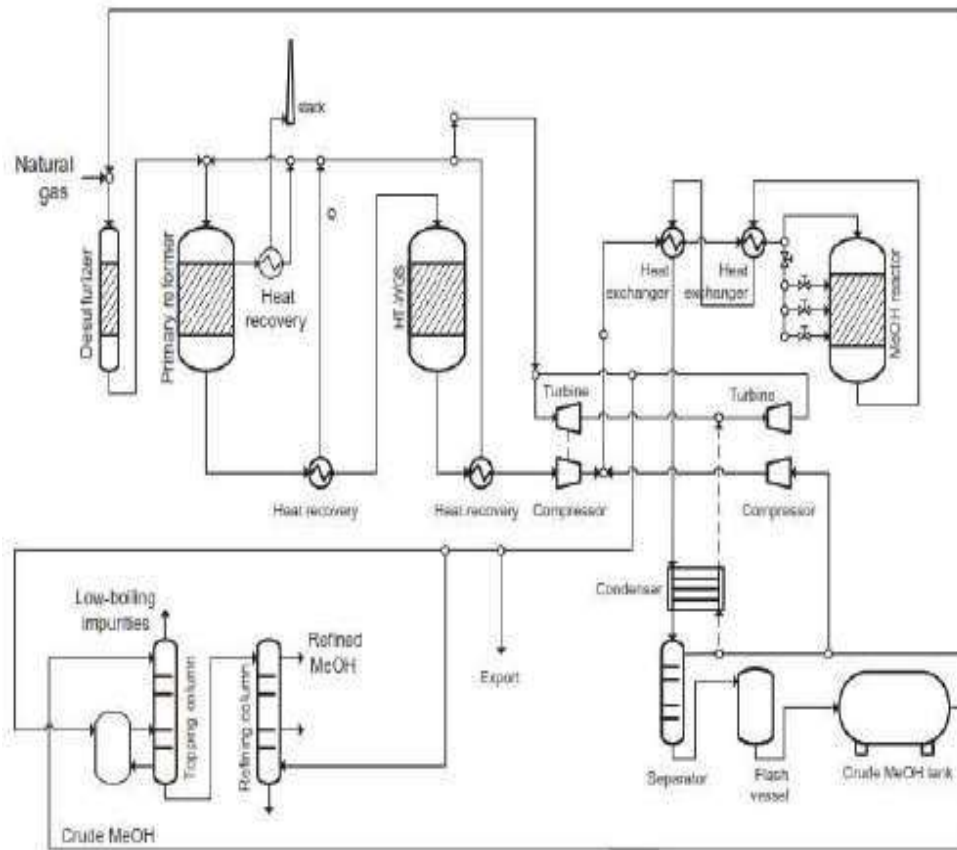 stack
Natural
gas
Desulfurizer
Primary reformer
Heat
recovery
HT-WGS
Heat
exchanger
Heat
exchanger
MeOH reactor
Turbine
Turbine
Heat recovery
Heat recovery
Compressor
Compressor
Condenser
Low-boiling
impurities
Topping column
Refining column
Refined
MeOH
Export
Separator
Flash
vessel
Crude MeOH tank
Crude MeOH